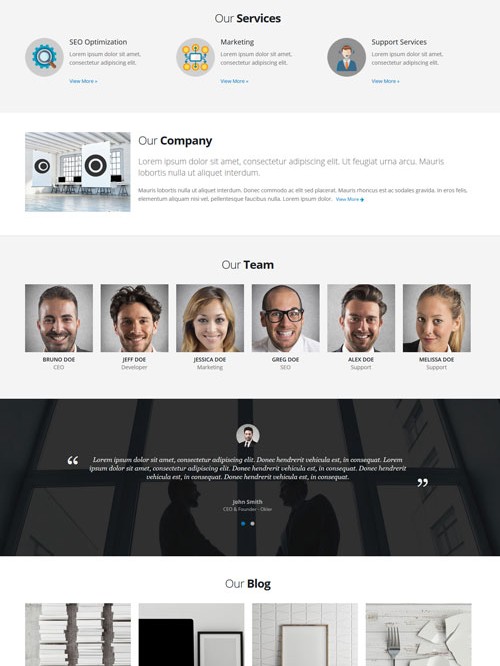 Our Services
SEO Optimization
Lorem ipsum dolor sit amet,
consectetur adipiscing elit.
View More »
Marketing
Lorem ipsum dolor sit amet,
consectetur adipiscing elit.
View More »
Support Services
Lorem ipsum dolor sit amet,
consectetur adipiscing elit.
View More »
Our Company
Lorem ipsum dolor sit amet, consectetur adipiscing elit. Ut feugiat urna arcu. Mauris
lobortis nulla ut aliquet interdum.
Mauris lobortis nulla ut aliquet interdum. Donec commodo ac elit sed placerat. Mauris rhoncus est ac sodales gravida. In eros felis,
elementum aliquam nisi vel, pellentesque faucibus nulla. Lorem ipsum dolor. View More
Our Team
BRUNO DOE
CEO
JEFF DOE
Developer
JESSICA DOE
Marketing
GREG DOE
SEO
ALEX DOE
Support
MELISSA DOE
Support
“ Lorem ipsum dolor sit amet, consectetur adipiscing elit. Donec hendrerit vehicula est, in consequat. Lorem
ipsum dolor sit amet, consectetur adipiscing elit. Donec hendrerit vehicula est, in consequat. Donec hendrerit
vehicula est, in consequat. Donec hendrerit vehicula est, in consequat. ”
John Smith
CEO & Founder - Okler
Our Blog